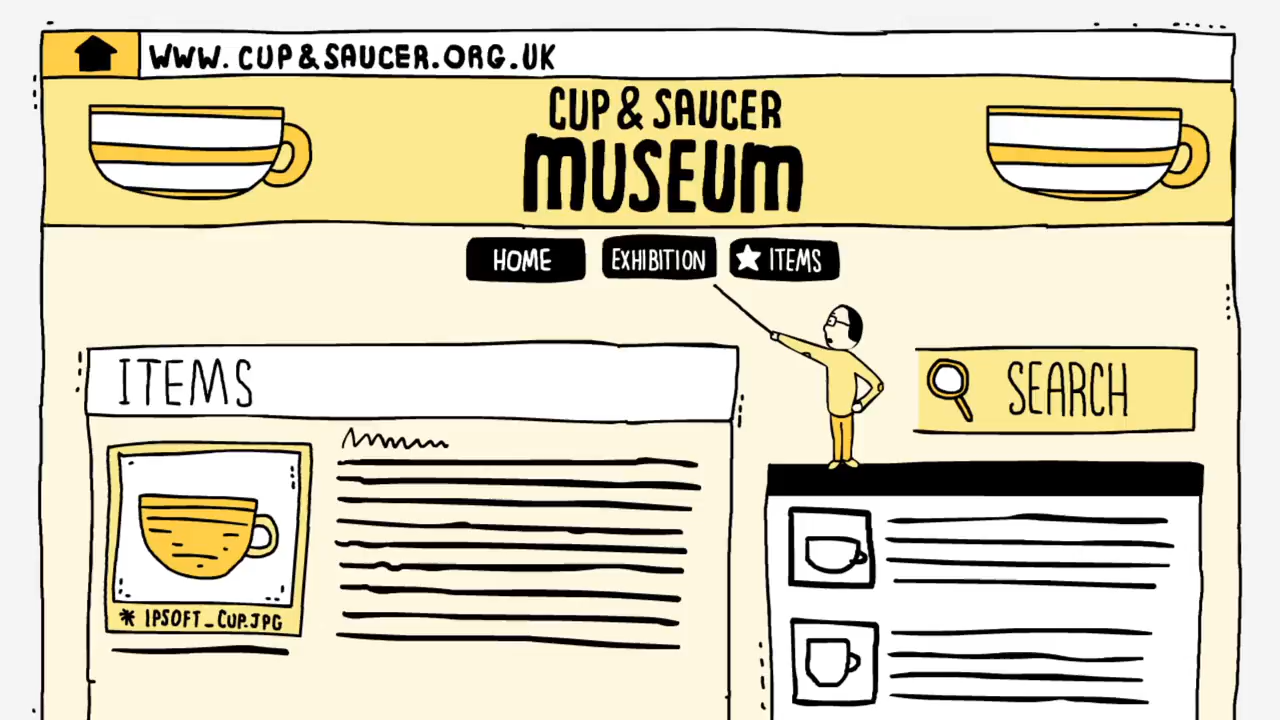 WWW. CUP & SAUCER.ORG.UK
CUP & SAUCER
MUSEUM
HOME
EXHIBITION
ITEMS
ITEMS
SEARCH
* IPSOFT_CUP.JPG